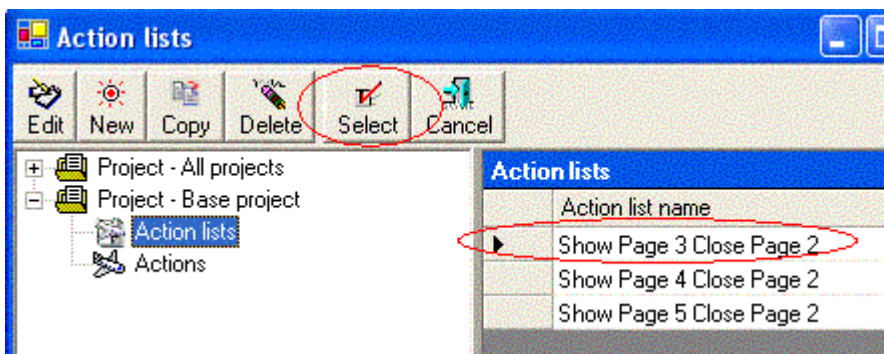 Action lists
Edit New Copy Delete Select Cancel
Project - All projects
Project - Base project
Action lists
Actions
Action lists
Action list name
Show Page 3 Close Page 2
Show Page 4 Close Page 2
Show Page 5 Close Page 2